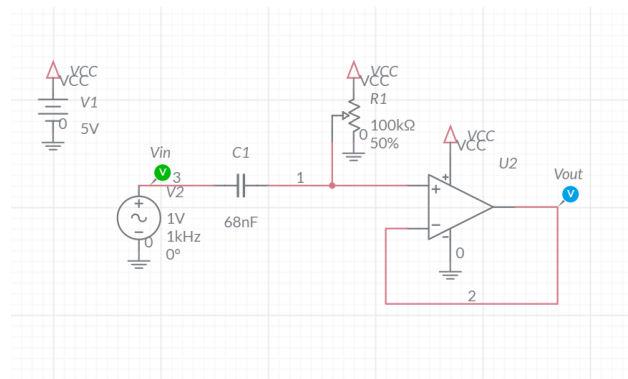 VCC
VCC
V1
0
5V
VCC
VCC
R1
100kΩ
0
50%
VCC
VCC
U2
Vin
V
3
V2
C1
1
68nF
1V
1kHz
0
0°
+
−
+
−
+
−
0
Vout
V
2